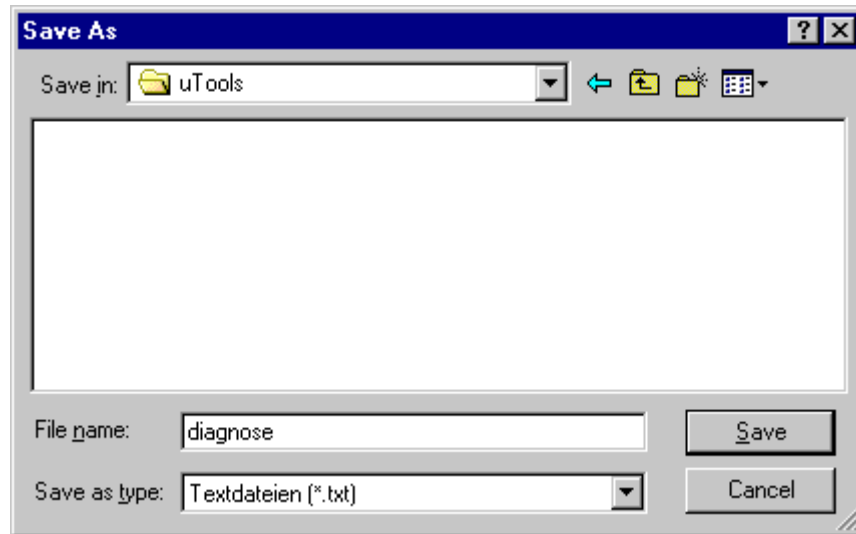 Save As
Save in: uTools
File name: diagnose Save
Save as type: Textdateien (*.txt) Cancel